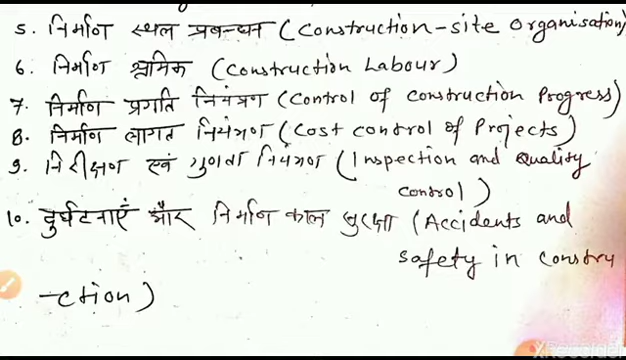 5. निर्माण स्थल प्रबन्धन (Construction-site Organisation)
6. निर्माण श्रमिक (Construction Labour)
7. निर्माण प्रगति नियंत्रण (Control of construction Progress)
8. निर्माण लागत नियंत्रण (Cost control of Projects)
9. निरीक्षण एवं गुणता नियंत्रण (Inspection and Quality
control)
10. दुर्घटनाएं और निर्माण काल सुरक्षा (Accidents and
safety in constru
-ction)
XRecorder